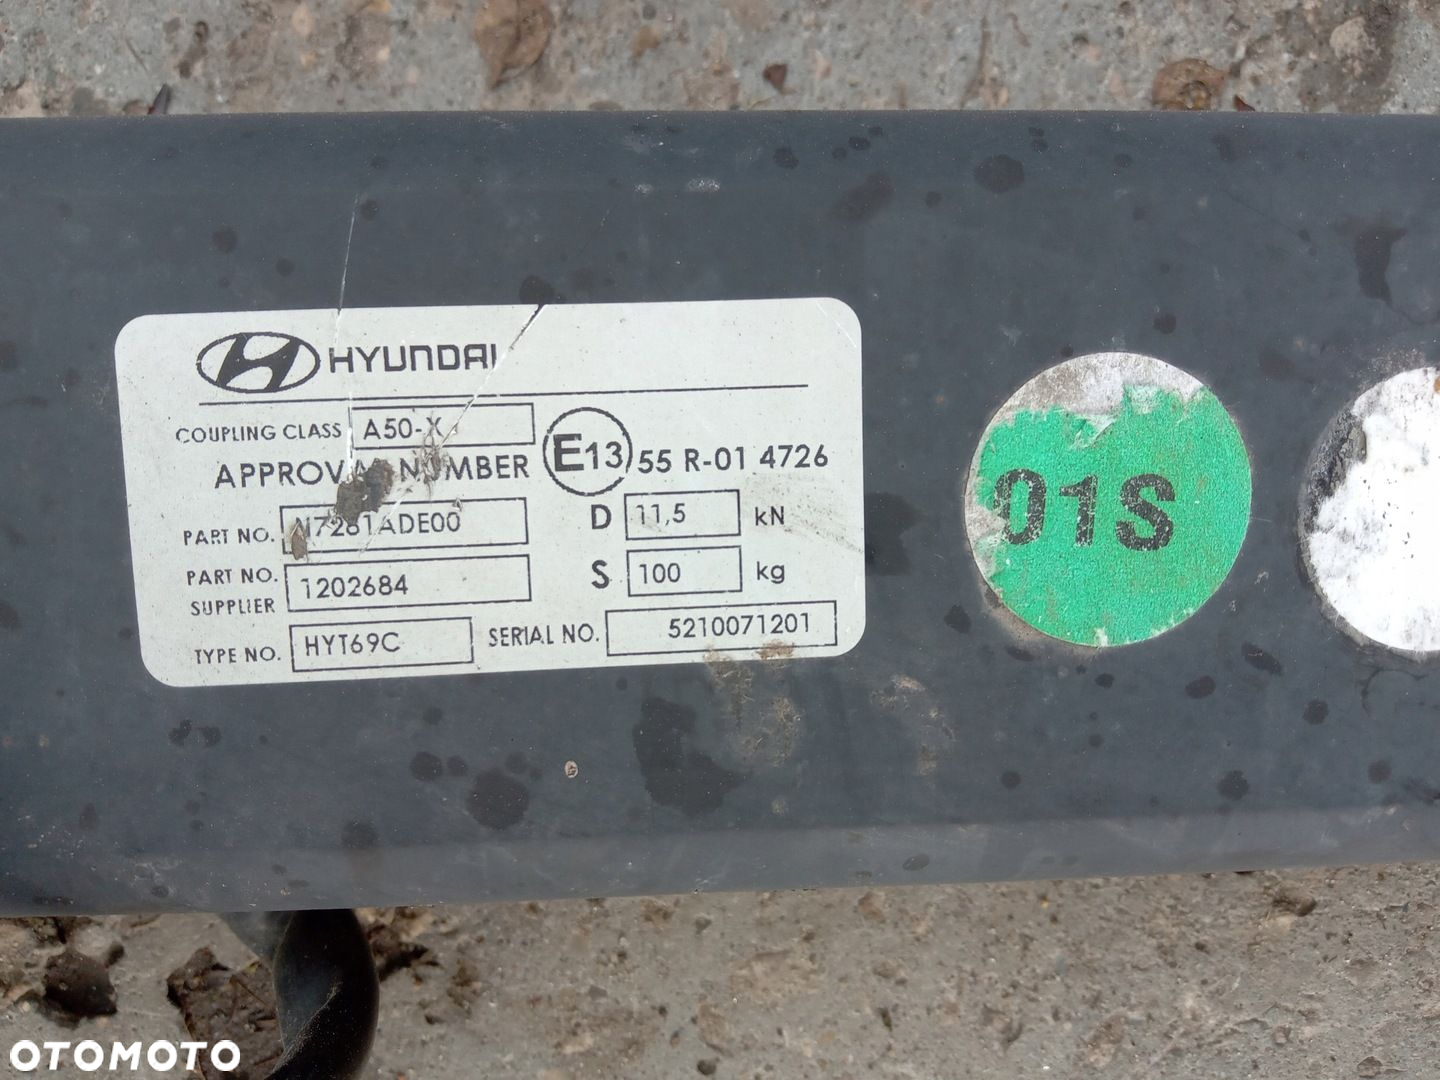 HYUNDAI
COUPLING CLASS A50-X
APPROVAL NUMBER E13 55 R-01 4726
PART NO. N7281ADE00 D 11,5 kN
PART NO. SUPPLIER 1202684 S 100 kg
TYPE NO. HYT69C SERIAL NO. 5210071201
01S
OTOMOTO